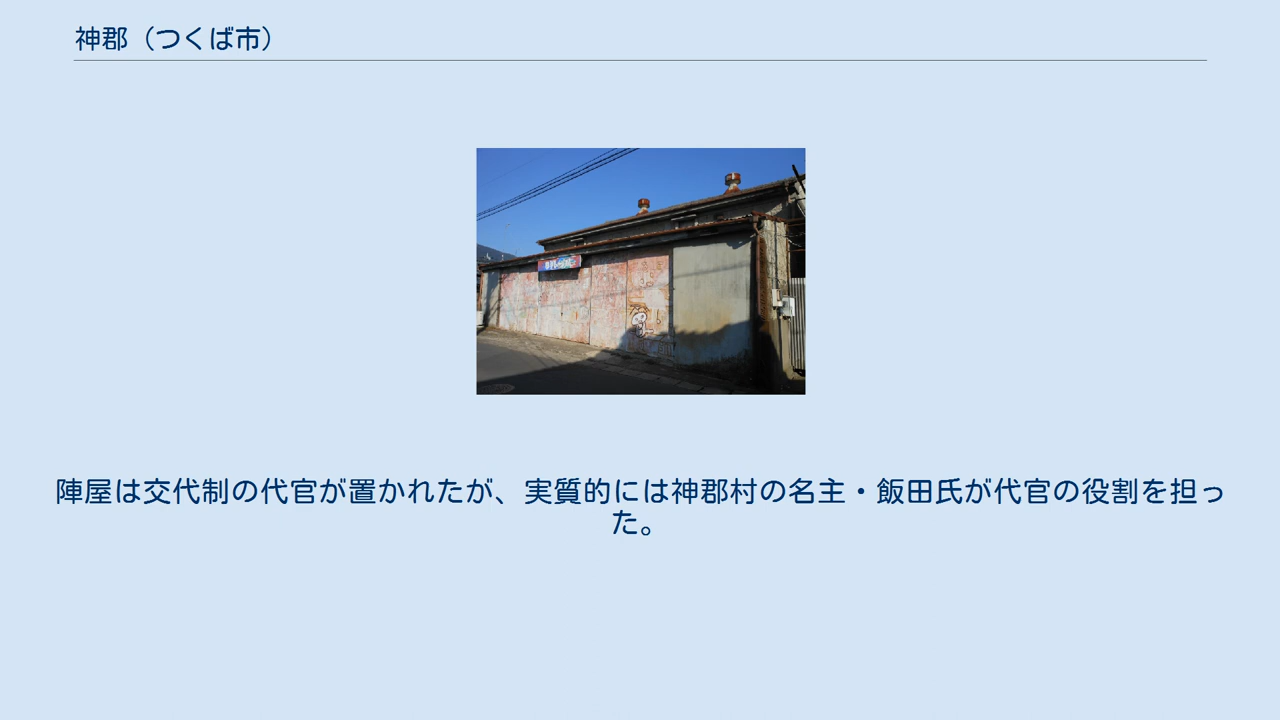 神郡（つくば市）
陣屋は交代制の代官が置かれたが、実質的には神郡村の名主・飯田氏が代官の役割を担っ
た。